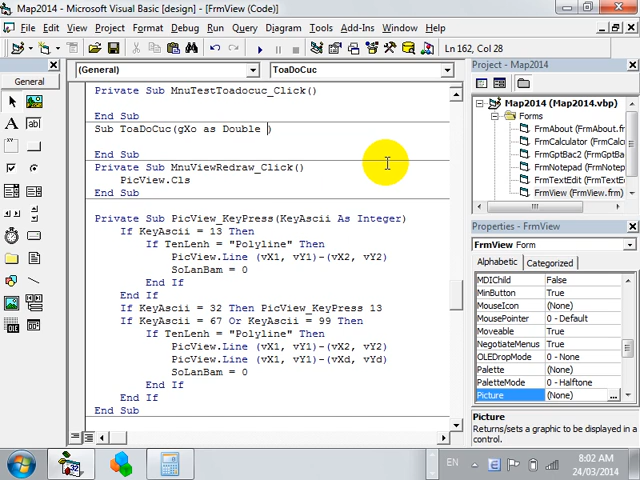 Map2014 - Microsoft Visual Basic [design] - [FrmView (Code)]
File Edit View Project Format Debug Run Query Diagram Tools Add-Ins Window Help
Ln 162, Col 28
General
(General)
ToaDoCuc
Private Sub MnuTestToadocuc_Click()
End Sub
Sub ToaDoCuc(gXo as Double )
End Sub
Private Sub MnuViewRedraw_Click()
PicView.Cls
End Sub
Private Sub PicView_KeyPress(KeyAscii As Integer)
If KeyAscii = 13 Then
If TenLenh = "Polyline" Then
PicView.Line (vX1, vY1)-(vX2, vY2)
SoLanBam = 0
End If
End If
If KeyAscii = 32 Then PicView_KeyPress 13
If KeyAscii = 67 Or KeyAscii = 99 Then
If TenLenh = "Polyline" Then
PicView.Line (vX1, vY1)-(vX2, vY2)
PicView.Line (vX1, vY1)-(vXd, vYd)
SoLanBam = 0
End If
End If
End Sub
Project - Map2014
Map2014 (Map2014.vbp)
Forms
FrmAbout (FrmAbout.fr
FrmCalculator (FrmCalc
FrmGptBac2 (FrmGptBa
FrmNotepad (FrmNotep
FrmTextEdit (FrmTextE
FrmView (FrmView.frm)
Properties - FrmView
FrmView Form
Alphabetic Categorized
MDIChild False
MinButton True
MouseIcon (None)
MousePointer 0 - Default
Moveable True
NegotiateMenus True
OLEDropMode 0 - None
Palette (None)
PaletteMode 0 - Halftone
Picture (None) ...
Picture
Returns/sets a graphic to be displayed in a control.
EN
8:02 AM
24/03/2014